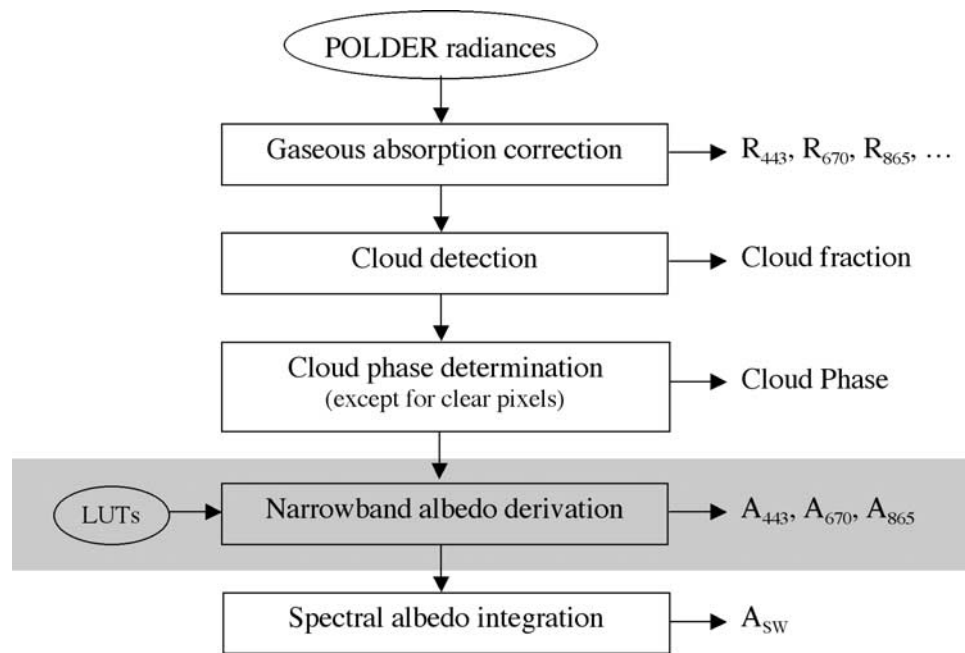 POLDER radiances
Gaseous absorption correction
R₄₄₃, R₆₇₀, R₈₆₅, …
Cloud detection
Cloud fraction
Cloud phase determination
(except for clear pixels)
Cloud Phase
LUTs
Narrowband albedo derivation
A₄₄₃, A₆₇₀, A₈₆₅
Spectral albedo integration
A_SW